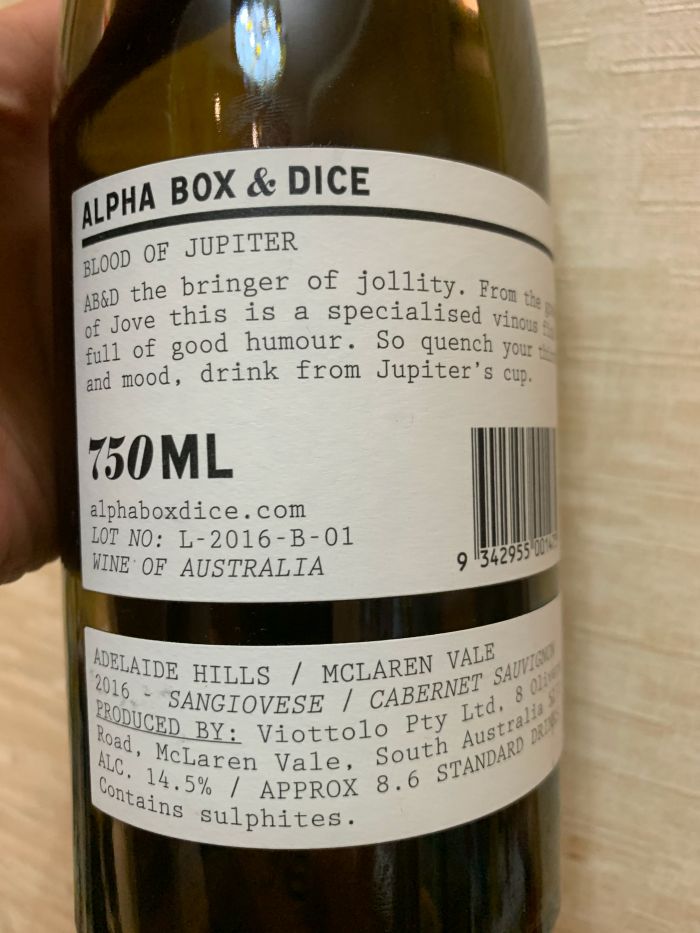 ALPHA BOX & DICE
BLOOD OF JUPITER
AB&D the bringer of jollity. From the
of Jove this is a specialised vinous
full of good humour. So quench your
and mood, drink from Jupiter's cup.
750ML
alphaboxdice.com
LOT NO: L-2016-B-01
WINE OF AUSTRALIA
9 342955
ADELAIDE HILLS / MCLAREN VALE
2016 - SANGIOVESE / CABERNET SAUVIGNON
PRODUCED BY: Viottolo Pty Ltd, 8
Road, McLaren Vale, South Australia
ALC. 14.5% / APPROX 8.6 STANDARD
Contains sulphites.